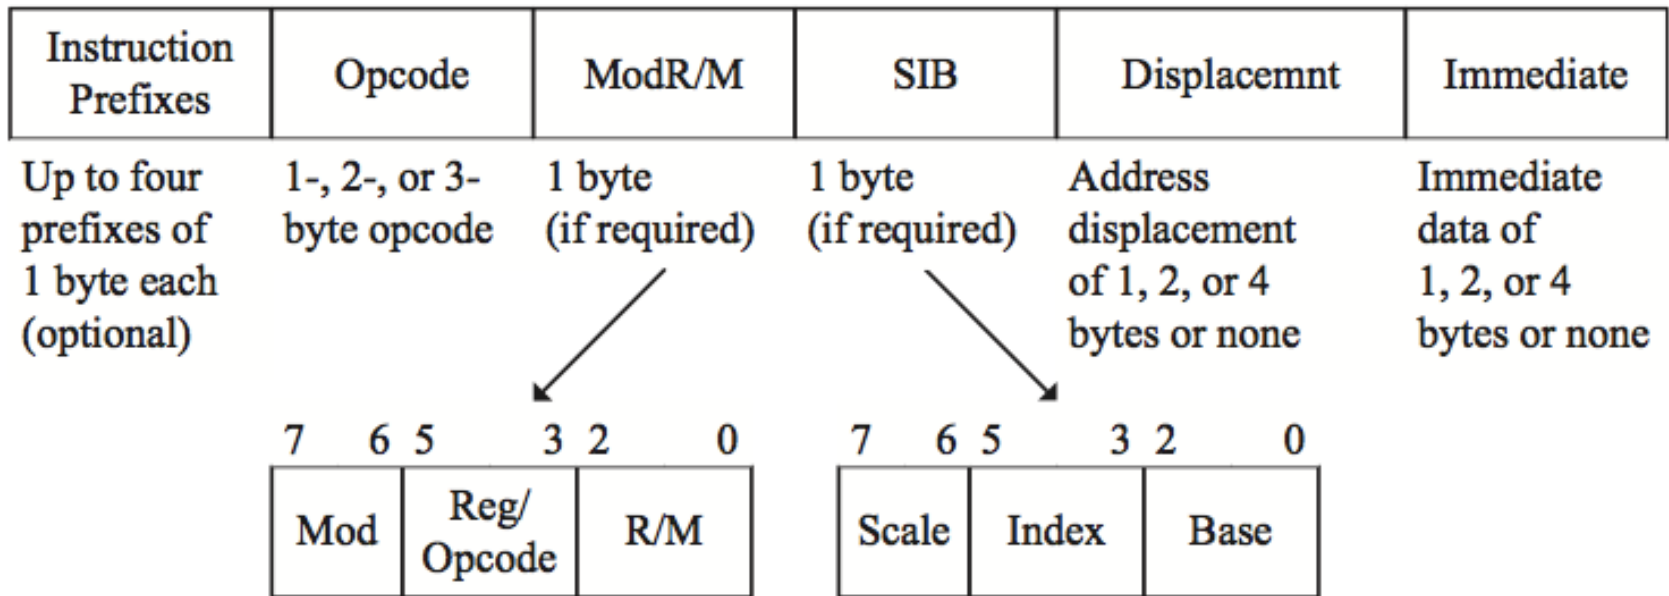 Instruction
Prefixes
Opcode
ModR/M
SIB
Displacemnt
Immediate
Up to four
prefixes of
1 byte each
(optional)
1-, 2-, or 3-
byte opcode
1 byte
(if required)
1 byte
(if required)
Address
displacement
of 1, 2, or 4
bytes or none
Immediate
data of
1, 2, or 4
bytes or none
7 6 5 3 2 0
Mod
Reg/
Opcode
R/M
7 6 5 3 2 0
Scale
Index
Base